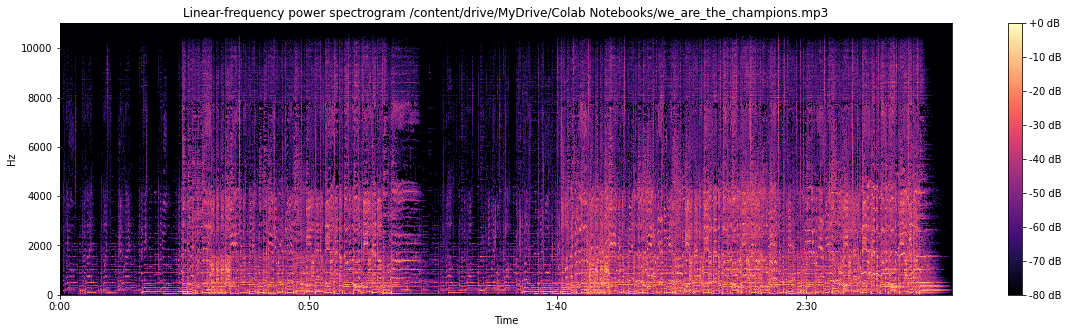 Linear-frequency power spectrogram /content/drive/MyDrive/Colab Notebooks/we_are_the_champions.mp3
Hz
10000
8000
6000
4000
2000
0
0:00
0:50
1:40
2:30
Time
+0 dB
-10 dB
-20 dB
-30 dB
-40 dB
-50 dB
-60 dB
-70 dB
-80 dB